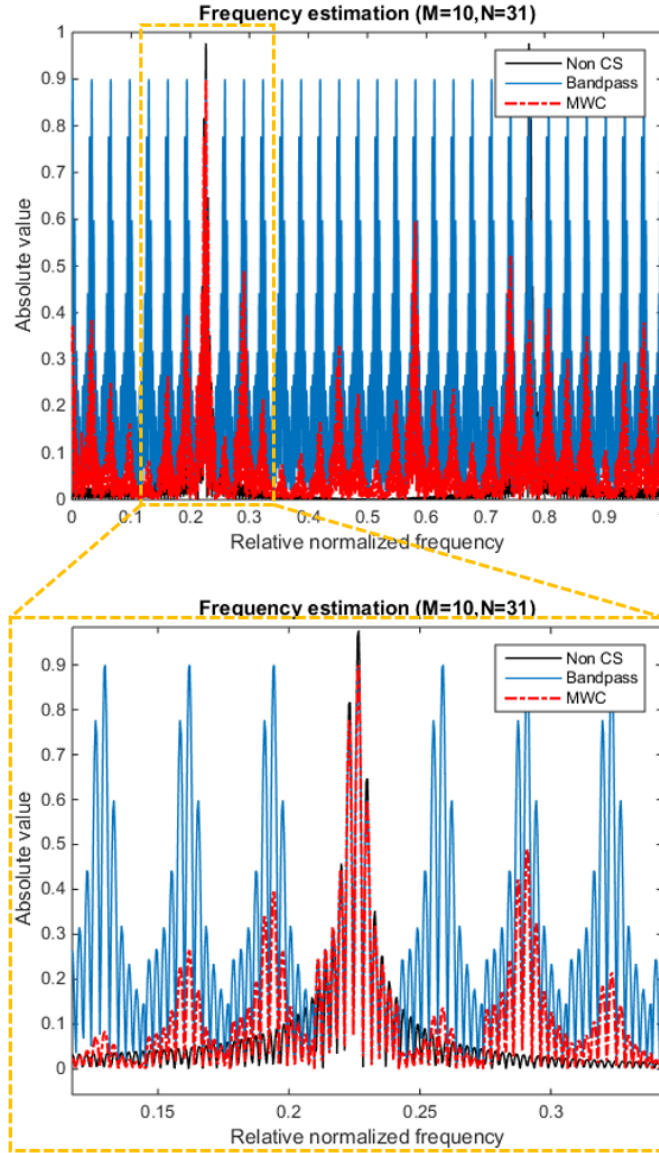 Frequency estimation (M=10,N=31)
1
0.9
0.8
0.7
0.6
0.5
0.4
0.3
0.2
0.1
0
Absolute value
Non CS
Bandpass
MWC
0 0.1 0.2 0.3 0.4 0.5 0.6 0.7 0.8 0.9
Relative normalized frequency
Frequency estimation (M=10,N=31)
0.9
0.8
0.7
0.6
0.5
0.4
0.3
0.2
0.1
0
Absolute value
Non CS
Bandpass
MWC
0.15 0.2 0.25 0.3
Relative normalized frequency